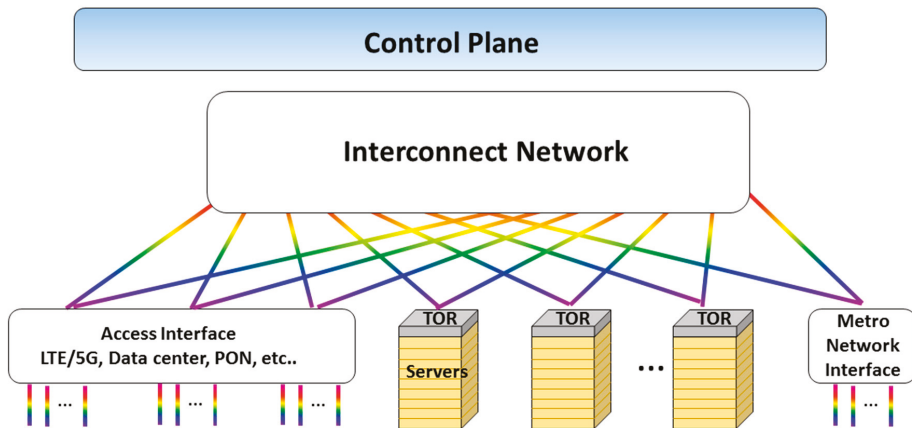 Control Plane
Interconnect Network
Access Interface
LTE/5G, Data center, PON, etc..
TOR
TOR
TOR
Servers
...
Metro
Network
Interface
...
...
...
...